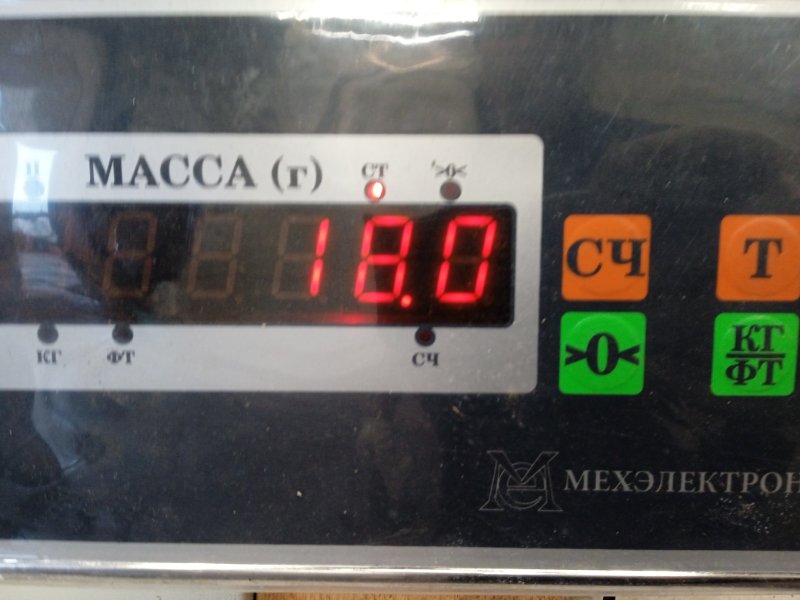 П
МАССА (г) СТ >0<
18.0
КГ ФТ СЧ
СЧ Т
>0< КГ/ФТ
МЕХЭЛЕКТРОН